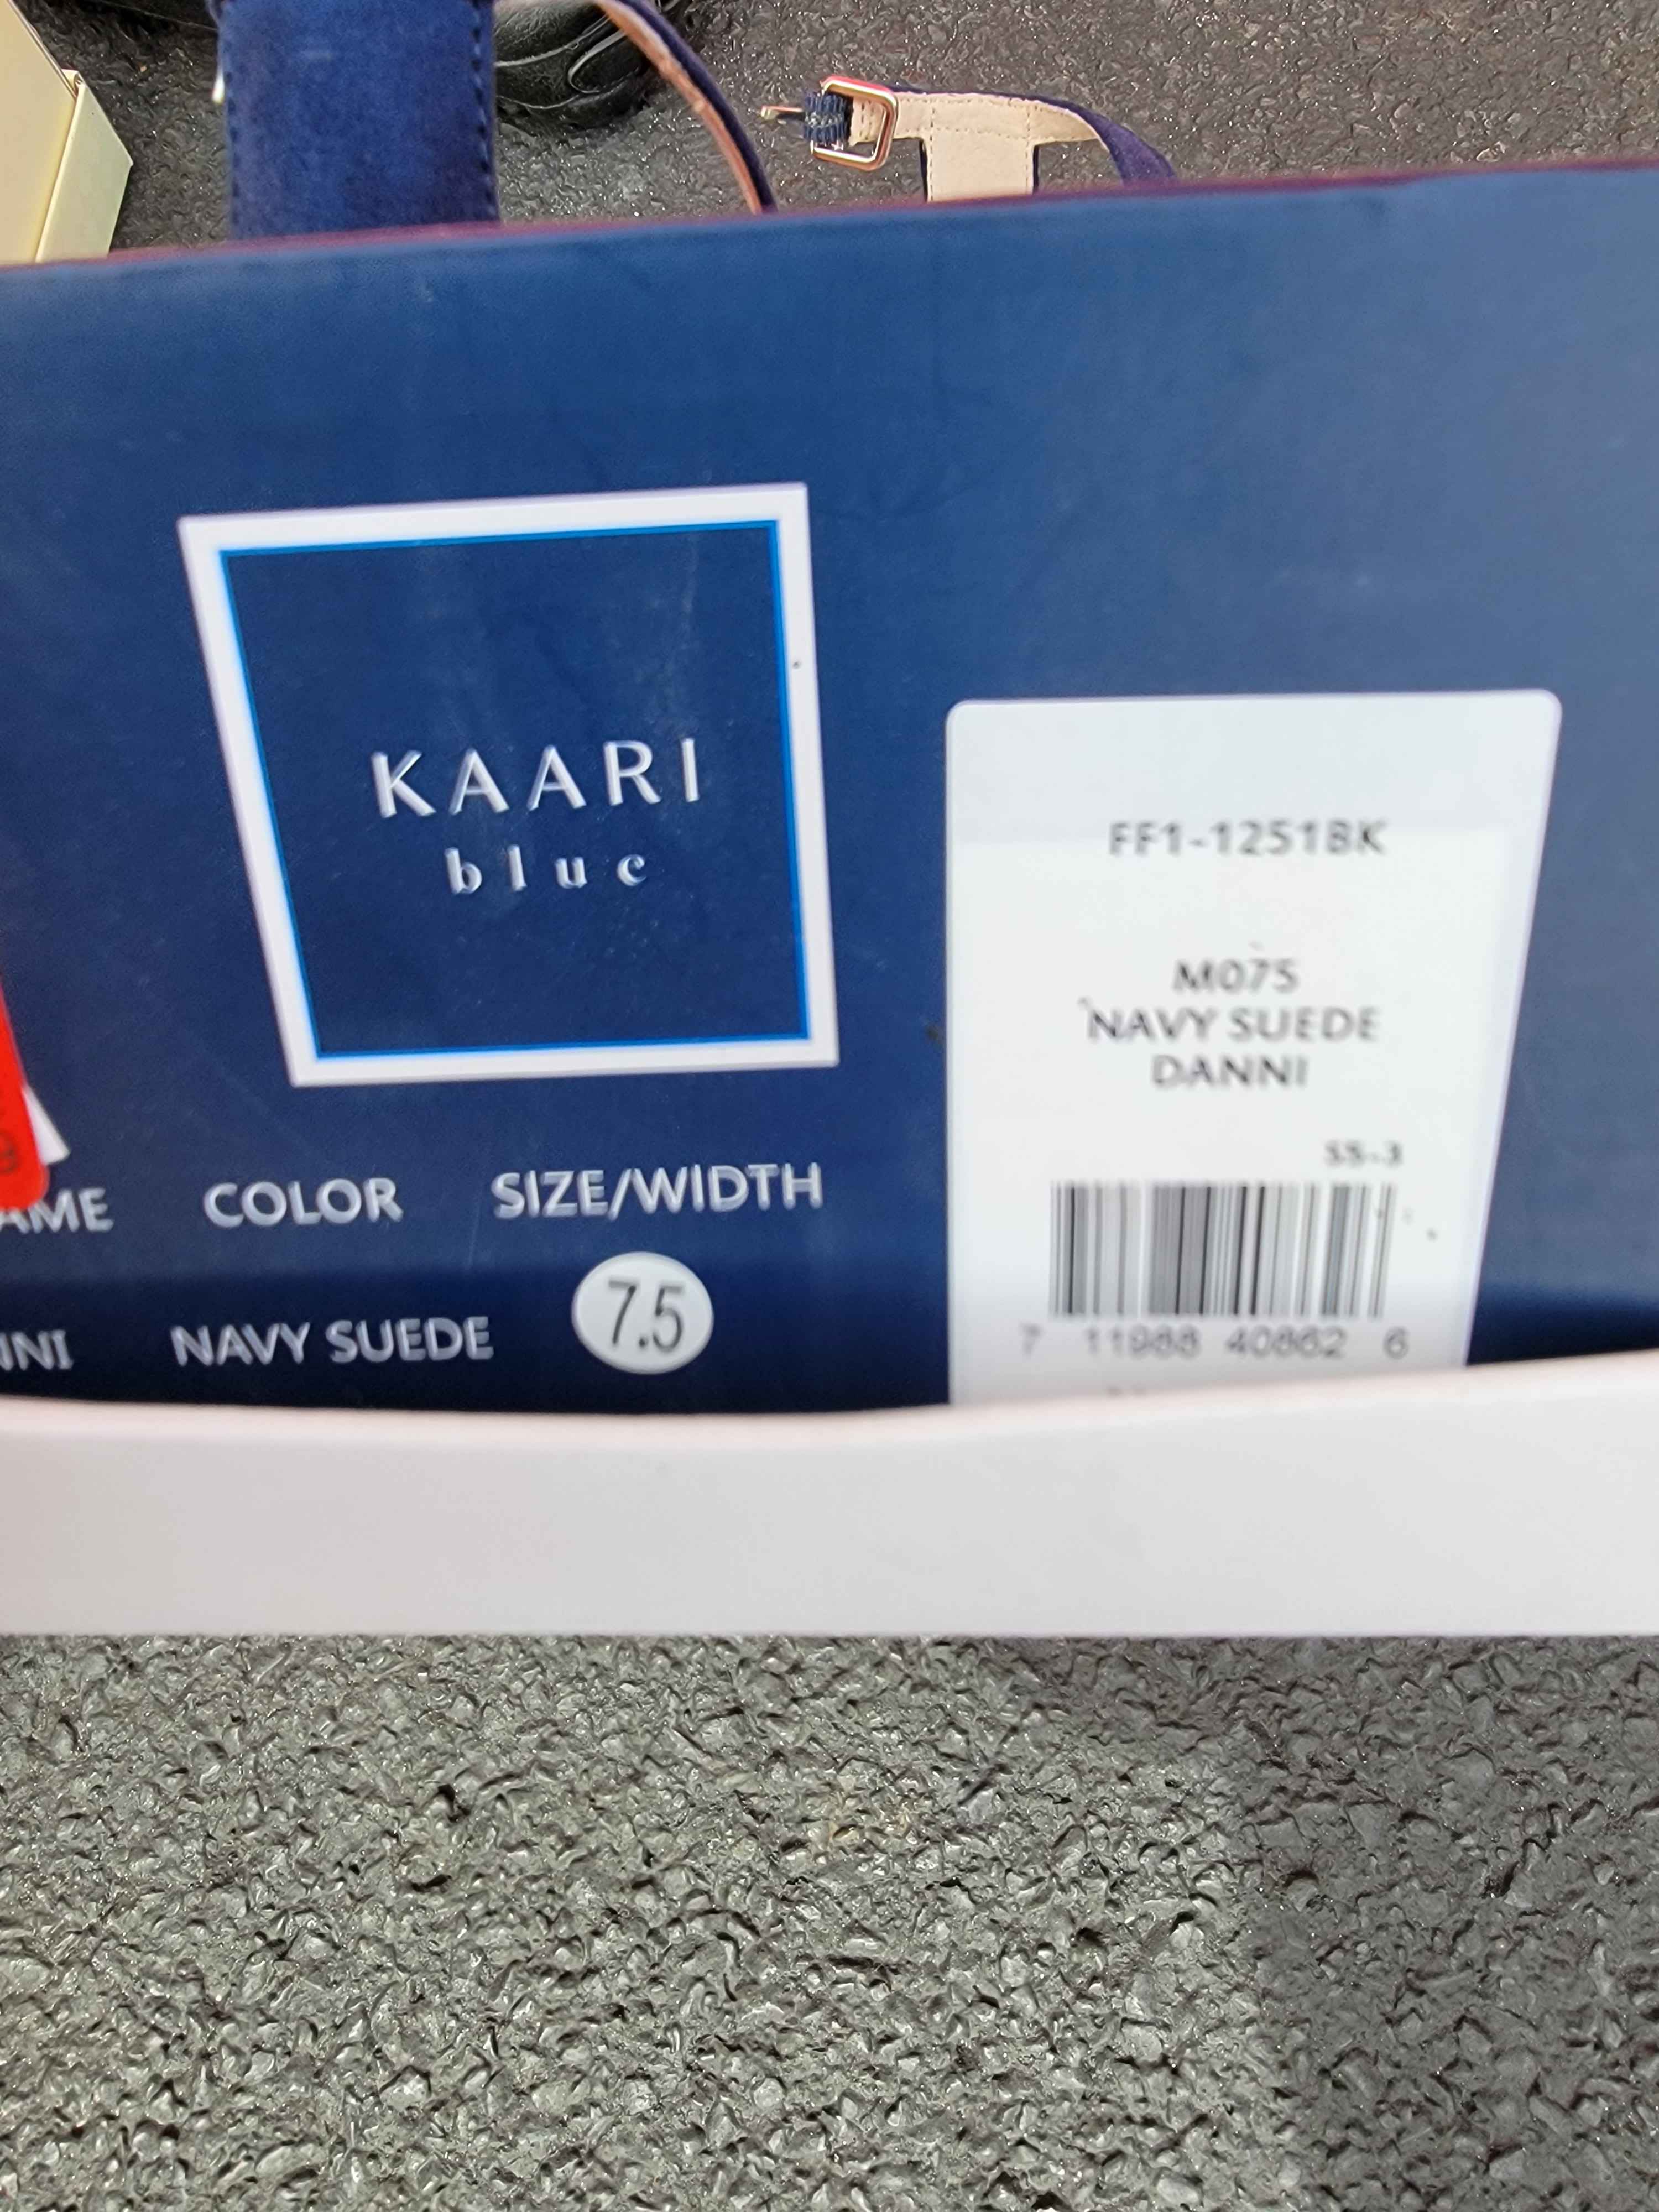 KAARI
blue
FF1-1251BK
M075
NAVY SUEDE
DANNI
SS-3
AME COLOR SIZE/WIDTH
NNI NAVY SUEDE 7.5
7 11988 40862 6